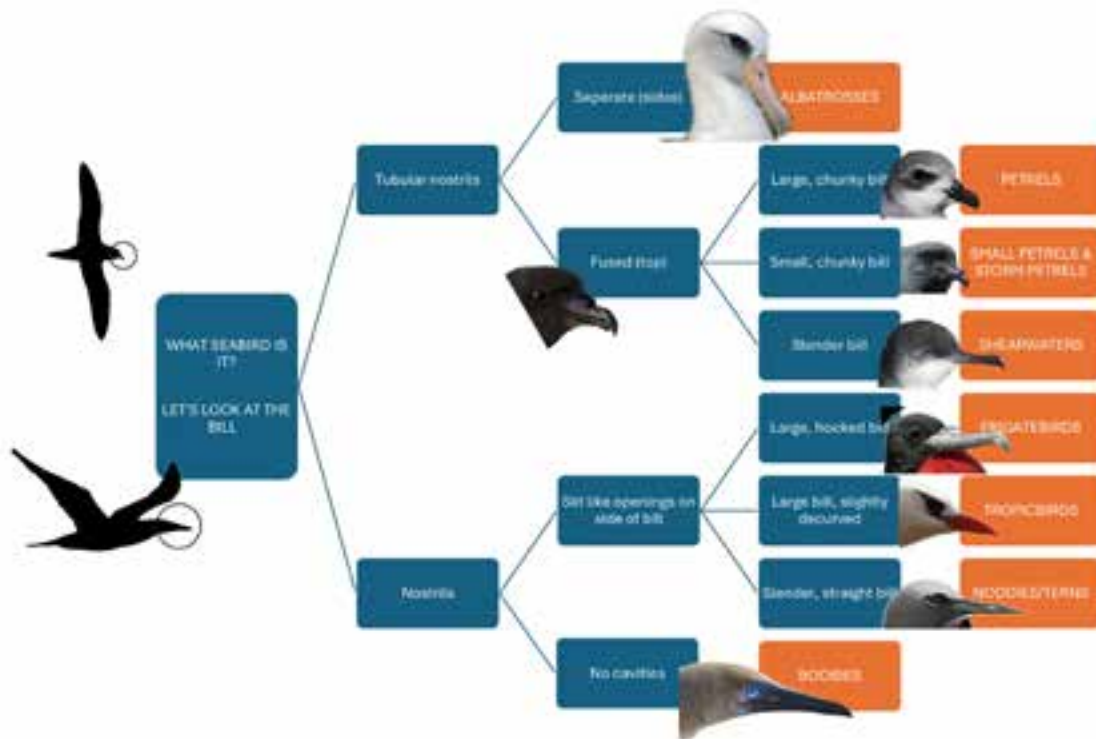 WHAT SEABIRD IS
IT?
LET'S LOOK AT THE
BILL
Tubular nostrils
Seperate (sides)
ALBATROSSES
Fused (top)
Large, chunky bill
PETRELS
Small, chunky bill
SMALL PETRELS &
STORM PETRELS
Slender bill
SHEARWATERS
Nostrils
Slit like openings on
side of bill
Large, hooked bill
FRIGATEBIRDS
Large bill, slightly
decurved
TROPICBIRDS
Slender, straight bill
NODDIES/TERNS
No cavities
BOOBIES